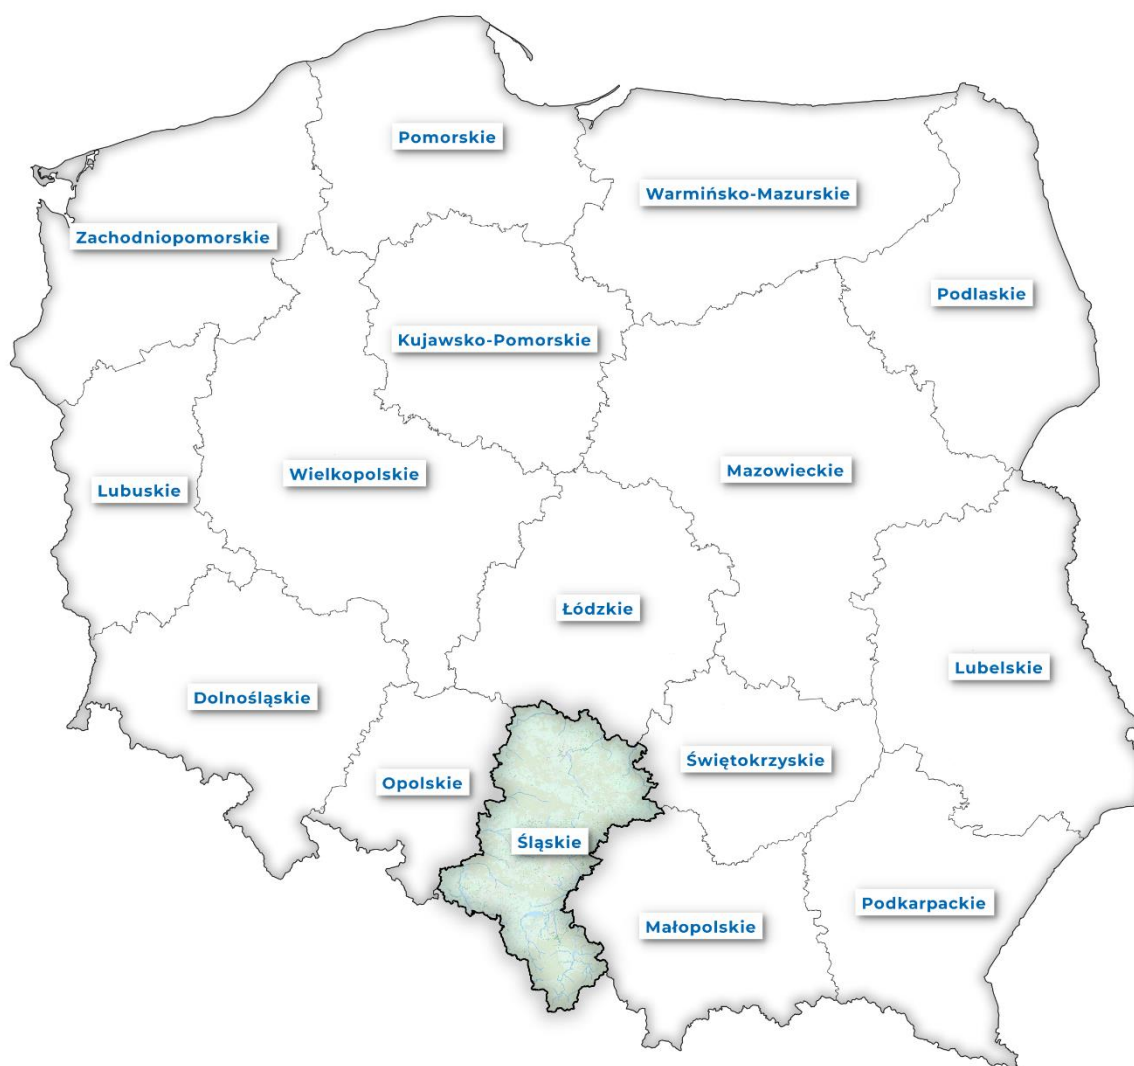 Pomorskie
Warmińsko-Mazurskie
Zachodniopomorskie
Podlaskie
Kujawsko-Pomorskie
Mazowieckie
Wielkopolskie
Lubuskie
Łódzkie
Lubelskie
Dolnośląskie
Świętokrzyskie
Opolskie
Śląskie
Podkarpackie
Małopolskie